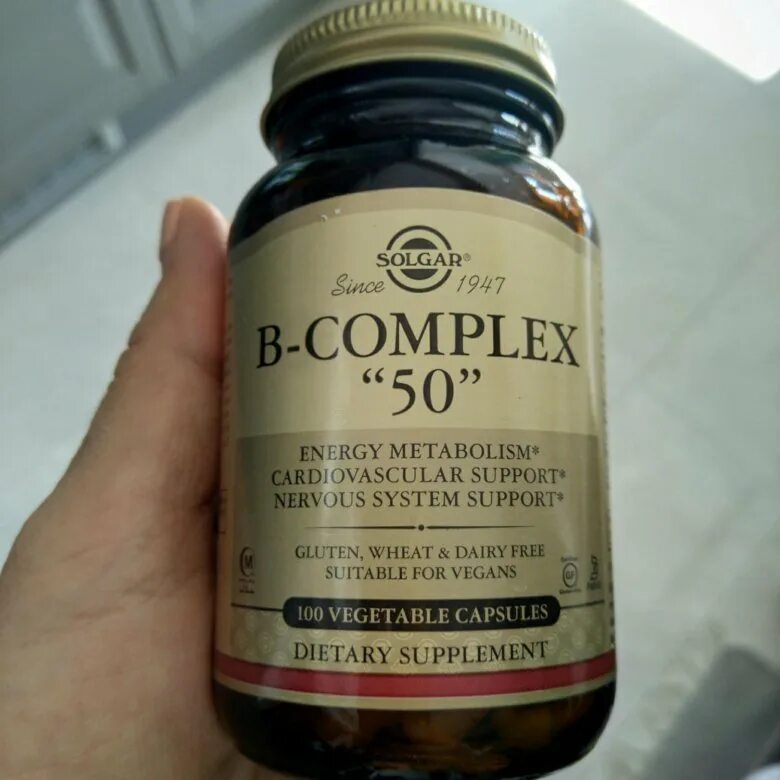 SOLGAR®
Since 1947
B-COMPLEX
“50”
ENERGY METABOLISM*
CARDIOVASCULAR SUPPORT*
NERVOUS SYSTEM SUPPORT*
GLUTEN, WHEAT & DAIRY FREE
SUITABLE FOR VEGANS
M
GF
100 VEGETABLE CAPSULES
DIETARY SUPPLEMENT